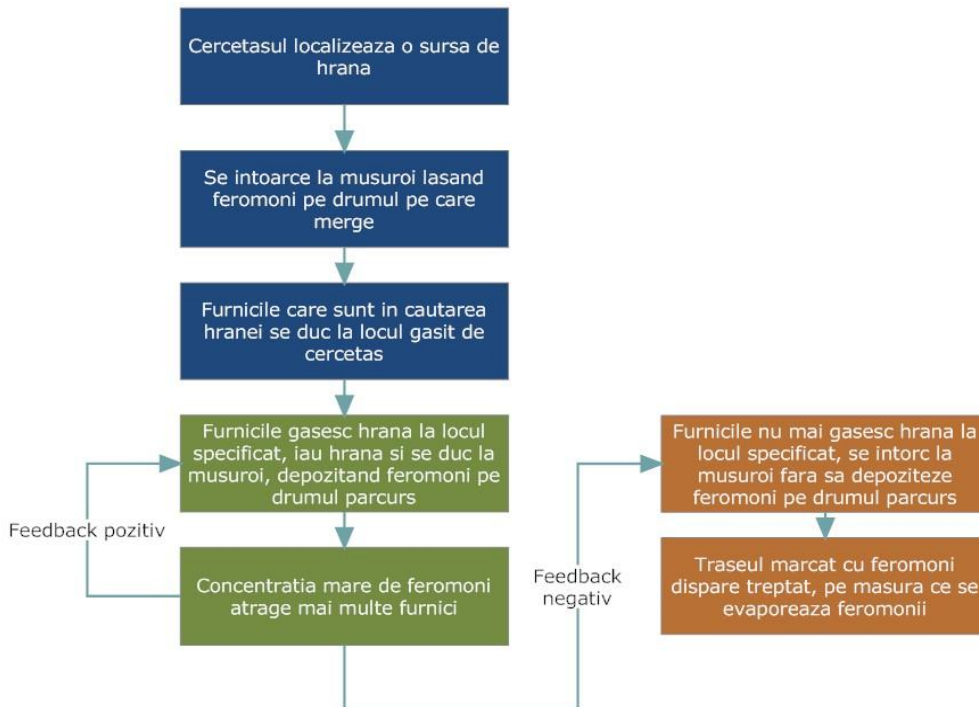 Cercetasul localizeaza o sursa de
hrana
Se intoarce la musuroi lasand
feromoni pe drumul pe care
merge
Furnicile care sunt in cautarea
hranei se duc la locul gasit de
cercetas
Furnicile gasesc hrana la locul
specificat, iau hrana si se duc la
musuroi, depozitand feromoni pe
drumul parcurs
Feedback pozitiv
Concentratia mare de feromoni
atrage mai multe furnici
Feedback
negativ
Furnicile nu mai gasesc hrana la
locul specificat, se intorc la
musuroi fara sa depoziteze
feromoni pe drumul parcurs
Traseul marcat cu feromoni
dispare treptat, pe masura ce se
evaporeaza feromonii